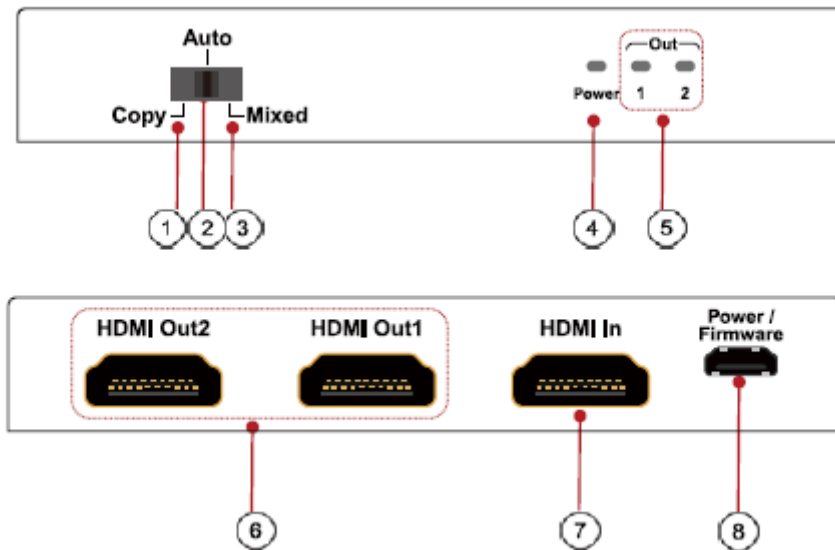 Auto
Copy Mixed
Out
Power 1 2
1 2 3 4 5
HDMI Out2 HDMI Out1 HDMI In Power /
Firmware
6 7 8